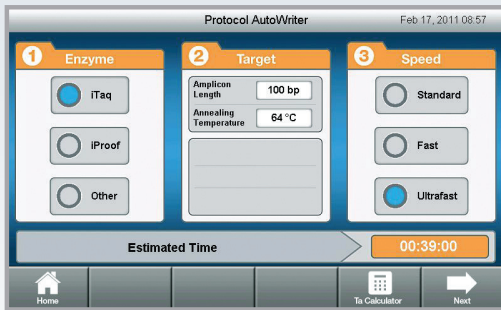 Protocol AutoWriter
Feb 17, 2011 08:57
1 Enzyme
iTaq
iProof
Other
2 Target
Amplicon
Length
100 bp
Annealing
Temperature
64 °C
3 Speed
Standard
Fast
Ultrafast
Estimated Time
00:39:00
Home
Ta Calculator
Next